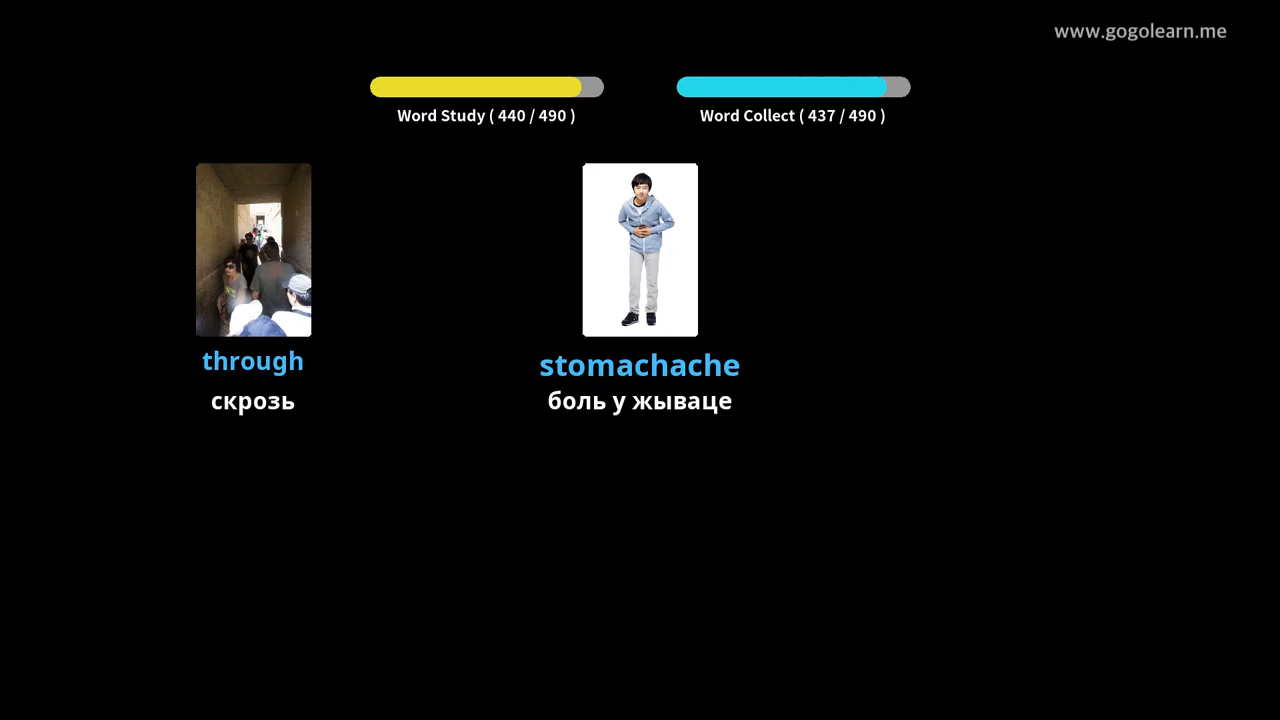 www.gogolearn.me
Word Study ( 440 / 490 )
Word Collect ( 437 / 490 )
through
скрозь
stomachache
боль у жываце